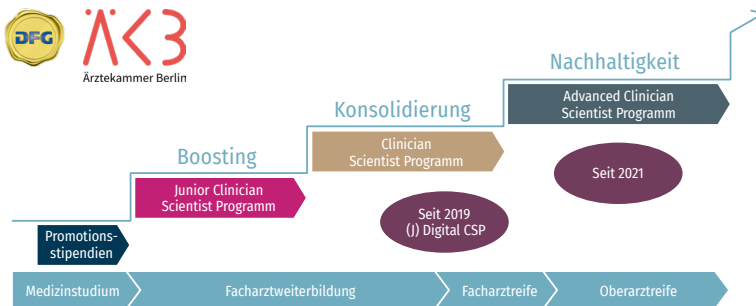 DFG
ÄKB
Ärztekammer Berlin
Nachhaltigkeit
Advanced Clinician
Scientist Programm
Konsolidierung
Clinician
Scientist Programm
Seit 2021
Boosting
Junior Clinician
Scientist Programm
Seit 2019
(J) Digital CSP
Promotions-
stipendien
Medizinstudium
Facharztweiterbildung
Facharztreife
Oberarztreife